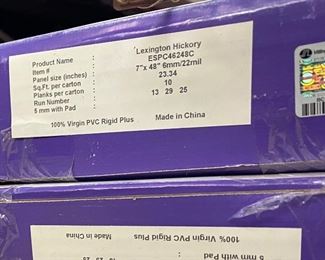 Product Name : Lexington Hickory
Item # : ESPC46248C
Panel size (inches) : 7"x 48" 6mm/22mil
Sq.Ft. per carton : 23.34
Planks per carton : 10
Run Number : 13 29 25
5 mm with Pad :
100% Virgin PVC Rigid Plus Made in China
5 mm with Pad
100% Virgin PVC Rigid Plus Made in China